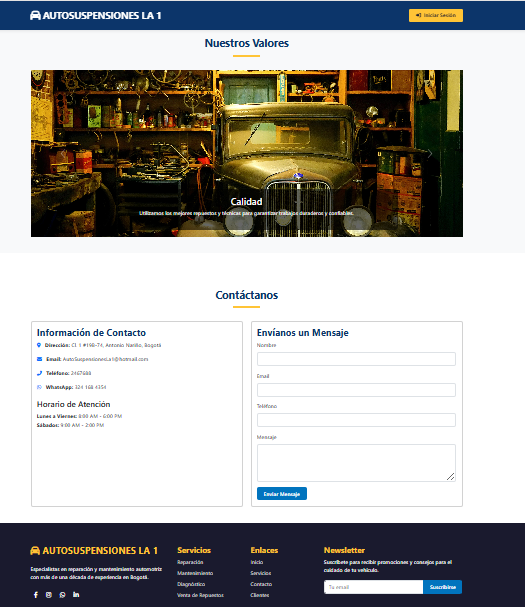 AUTOSUSPENSIONES LA 1
Iniciar Sesión
Nuestros Valores
Calidad
Utilizamos los mejores repuestos y técnicas para garantizar trabajos duraderos y confiables.
Contáctanos
Información de Contacto
Dirección: Cl. 1 #19B-74, Antonio Nariño, Bogotá
Email: AutoSuspensionesLa1@hotmail.com
Teléfono: 2467688
WhatsApp: 324 168 4354
Horario de Atención
Lunes a Viernes: 8:00 AM - 6:00 PM
Sábados: 9:00 AM - 2:00 PM
Envíanos un Mensaje
Nombre
Email
Teléfono
Mensaje
Enviar Mensaje
AUTOSUSPENSIONES LA 1
Especialistas en reparación y mantenimiento automotriz
con más de una década de experiencia en Bogotá.
Servicios
Reparación
Mantenimiento
Diagnóstico
Venta de Repuestos
Enlaces
Inicio
Servicios
Contacto
Clientes
Newsletter
Suscríbete para recibir promociones y consejos para el
cuidado de tu vehículo.
Tu email
Suscribirse